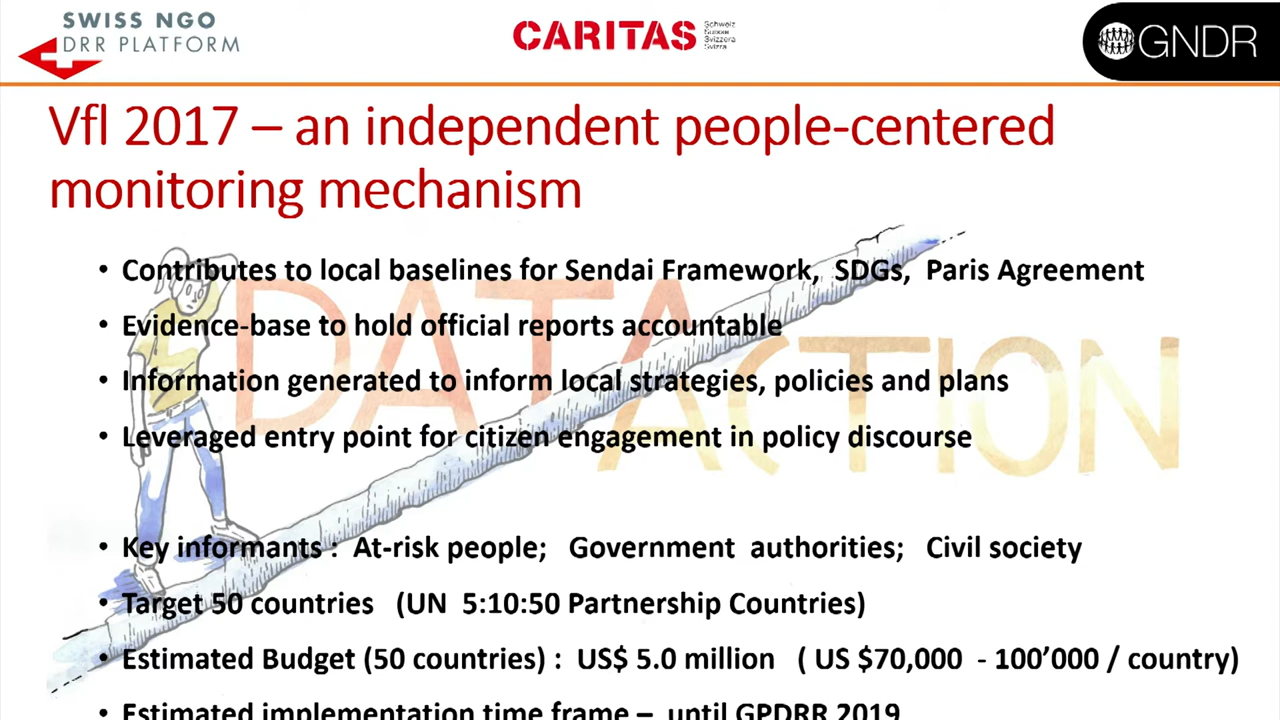 SWISS NGO
DRR PLATFORM
CARITAS
Schweiz
Suisse
Svizzera
Svizra
GNDR
Vfl 2017 – an independent people-centered
monitoring mechanism
DATA
ACTION
• Contributes to local baselines for Sendai Framework, SDGs, Paris Agreement
• Evidence-base to hold official reports accountable
• Information generated to inform local strategies, policies and plans
• Leveraged entry point for citizen engagement in policy discourse
• Key informants : At-risk people; Government authorities; Civil society
• Target 50 countries (UN 5:10:50 Partnership Countries)
• Estimated Budget (50 countries) : US$ 5.0 million ( US $70,000 - 100’000 / country)
• Estimated implementation time frame – until GPDRR 2019